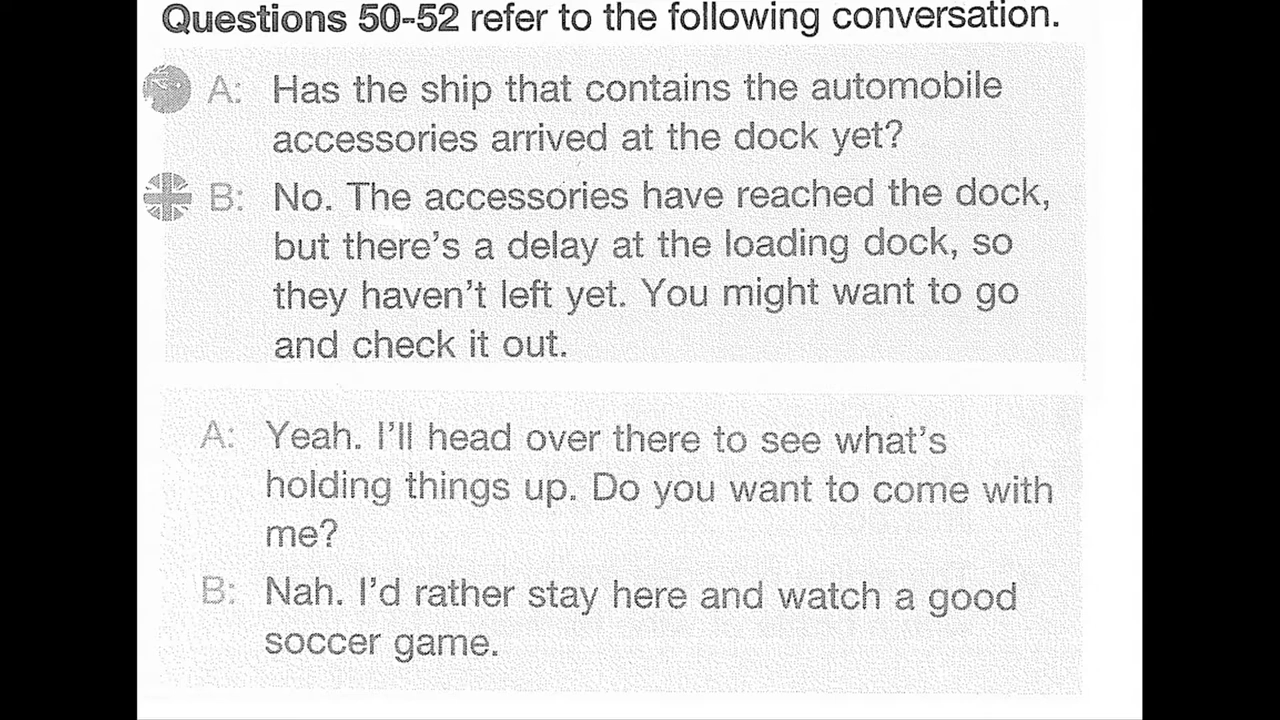 Questions 50-52 refer to the following conversation.
A: Has the ship that contains the automobile
accessories arrived at the dock yet?
B: No. The accessories have reached the dock,
but there's a delay at the loading dock, so
they haven't left yet. You might want to go
and check it out.
A: Yeah. I'll head over there to see what's
holding things up. Do you want to come with
me?
B: Nah. I'd rather stay here and watch a good
soccer game.